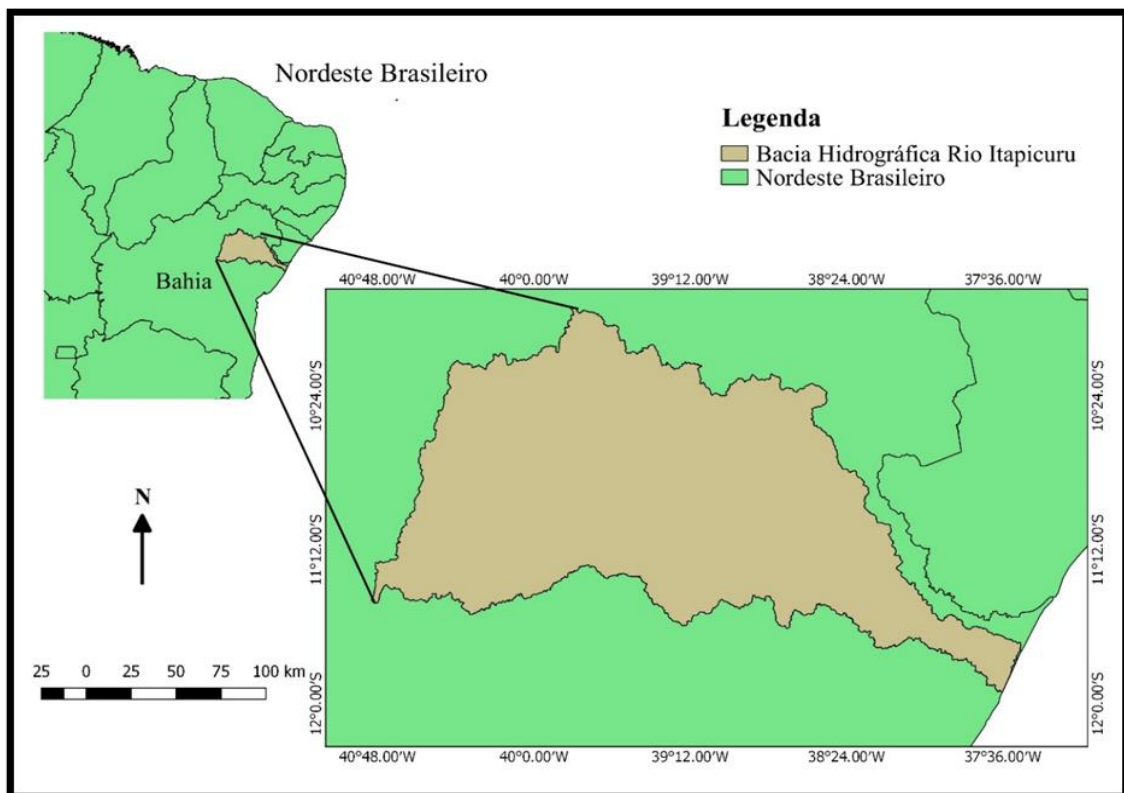 Nordeste Brasileiro
Legenda
Bacia Hidrográfica Rio Itapicuru
Nordeste Brasileiro
Bahia
40°48.00'W 40°0.00'W 39°12.00'W 38°24.00'W 37°36.00'W
10°24.00'S
10°24.00'S
N
11°12.00'S
11°12.00'S
25 0 25 50 75 100 km
12°0.00'S
12°0.00'S
40°48.00'W 40°0.00'W 39°12.00'W 38°24.00'W 37°36.00'W